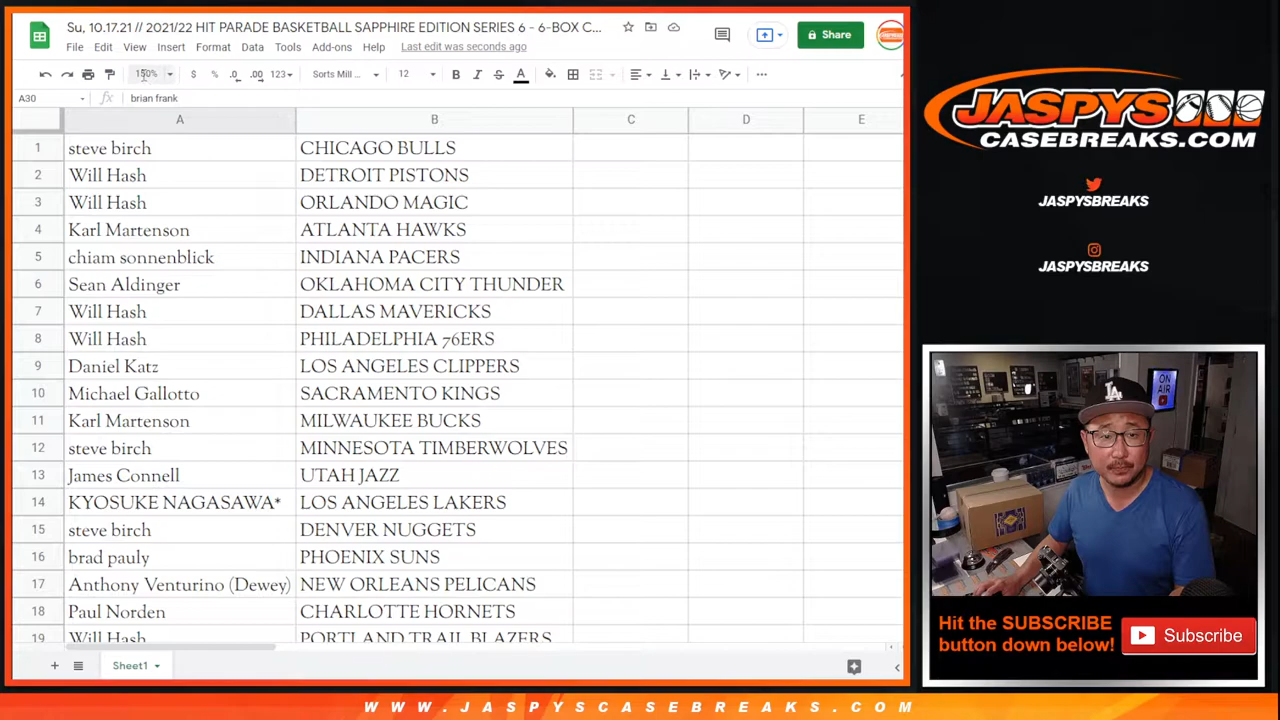 Su, 10.17.21 // 2021/22 HIT PARADE BASKETBALL SAPPHIRE EDITION SERIES 6 - 6-BOX C...
File Edit View Insert Format Data Tools Add-ons Help Last edit was seconds ago
Share
150% $ % .0 .00 123 Sorts Mill ... 12 B I S A
A30 fx brian frank
A B C D E
1 steve birch CHICAGO BULLS
2 Will Hash DETROIT PISTONS
3 Will Hash ORLANDO MAGIC
4 Karl Martenson ATLANTA HAWKS
5 chiam sonnenblick INDIANA PACERS
6 Sean Aldinger OKLAHOMA CITY THUNDER
7 Will Hash DALLAS MAVERICKS
8 Will Hash PHILADELPHIA 76ERS
9 Daniel Katz LOS ANGELES CLIPPERS
10 Michael Gallotto SACRAMENTO KINGS
11 Karl Martenson MILWAUKEE BUCKS
12 steve birch MINNESOTA TIMBERWOLVES
13 James Connell UTAH JAZZ
14 KYOSUKE NAGASAWA* LOS ANGELES LAKERS
15 steve birch DENVER NUGGETS
16 brad pauly PHOENIX SUNS
17 Anthony Venturino (Dewey) NEW ORLEANS PELICANS
18 Paul Norden CHARLOTTE HORNETS
19 Will Hash PORTLAND TRAIL BLAZERS
Sheet1
JASPYS
CASEBREAKS.COM
JASPYSBREAKS
JASPYSBREAKS
ON AIR
LA
Hit the SUBSCRIBE
button down below!
Subscribe
WWW.JASPYSCASEBREAKS.COM